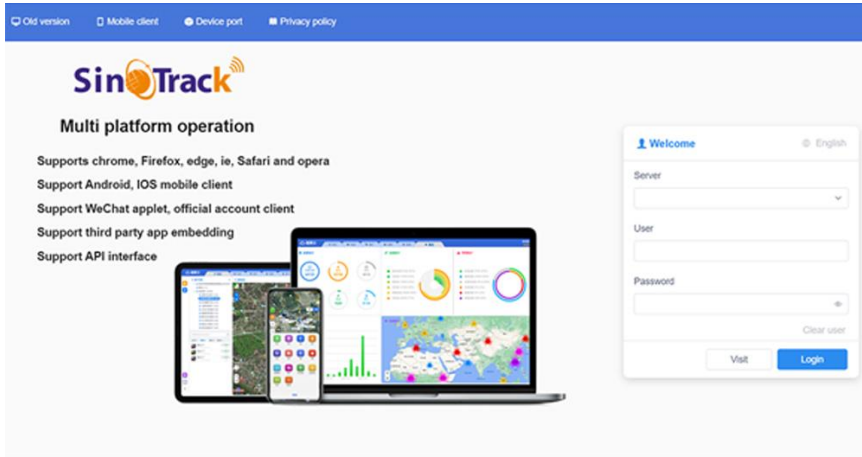 Old version
Mobile client
Device port
Privacy policy
SinoTrack
Multi platform operation
Supports chrome, Firefox, edge, ie, Safari and opera
Support Android, IOS mobile client
Support WeChat applet, official account client
Support third party app embedding
Support API interface
Welcome
English
Server
User
Password
Clear user
Visit
Login